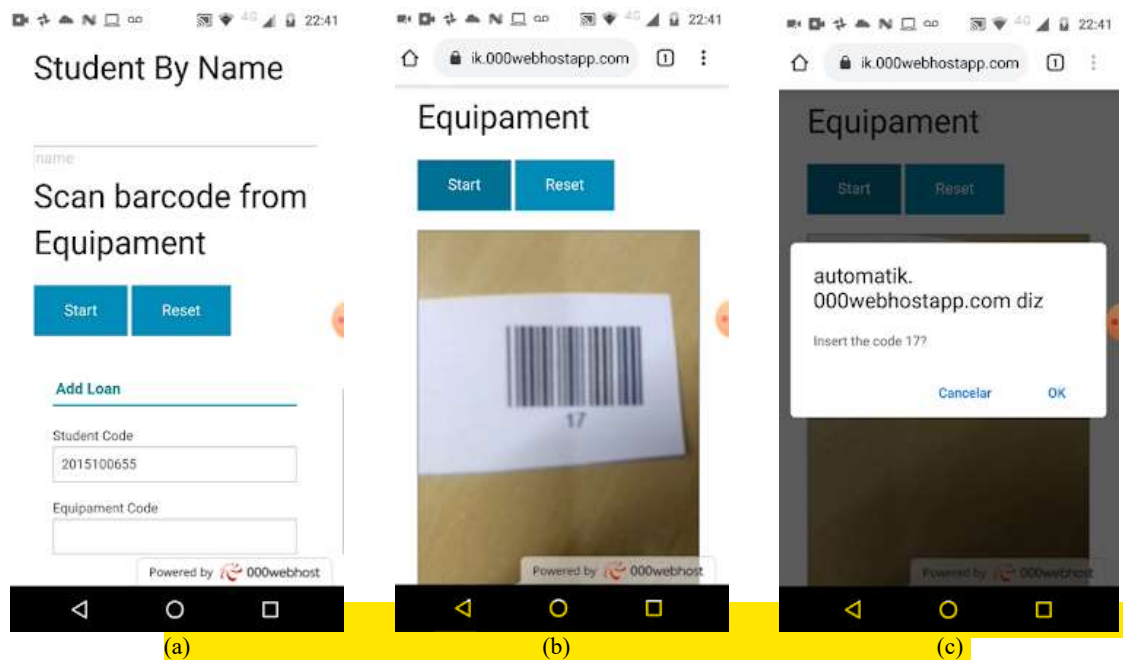 4G 22:41
Student By Name
name
Scan barcode from
Equipament
Start Reset
Add Loan
Student Code
2015100655
Equipament Code
Powered by 000webhost
(a)
4G 22:41
ik.000webhostapp.com 1
Equipament
Start Reset
17
Powered by 000webhost
(b)
4G 22:41
ik.000webhostapp.com 1
Equipament
Start Reset
automatik.
000webhostapp.com diz
Insert the code 17?
Cancelar OK
Powered by 000webhost
(c)